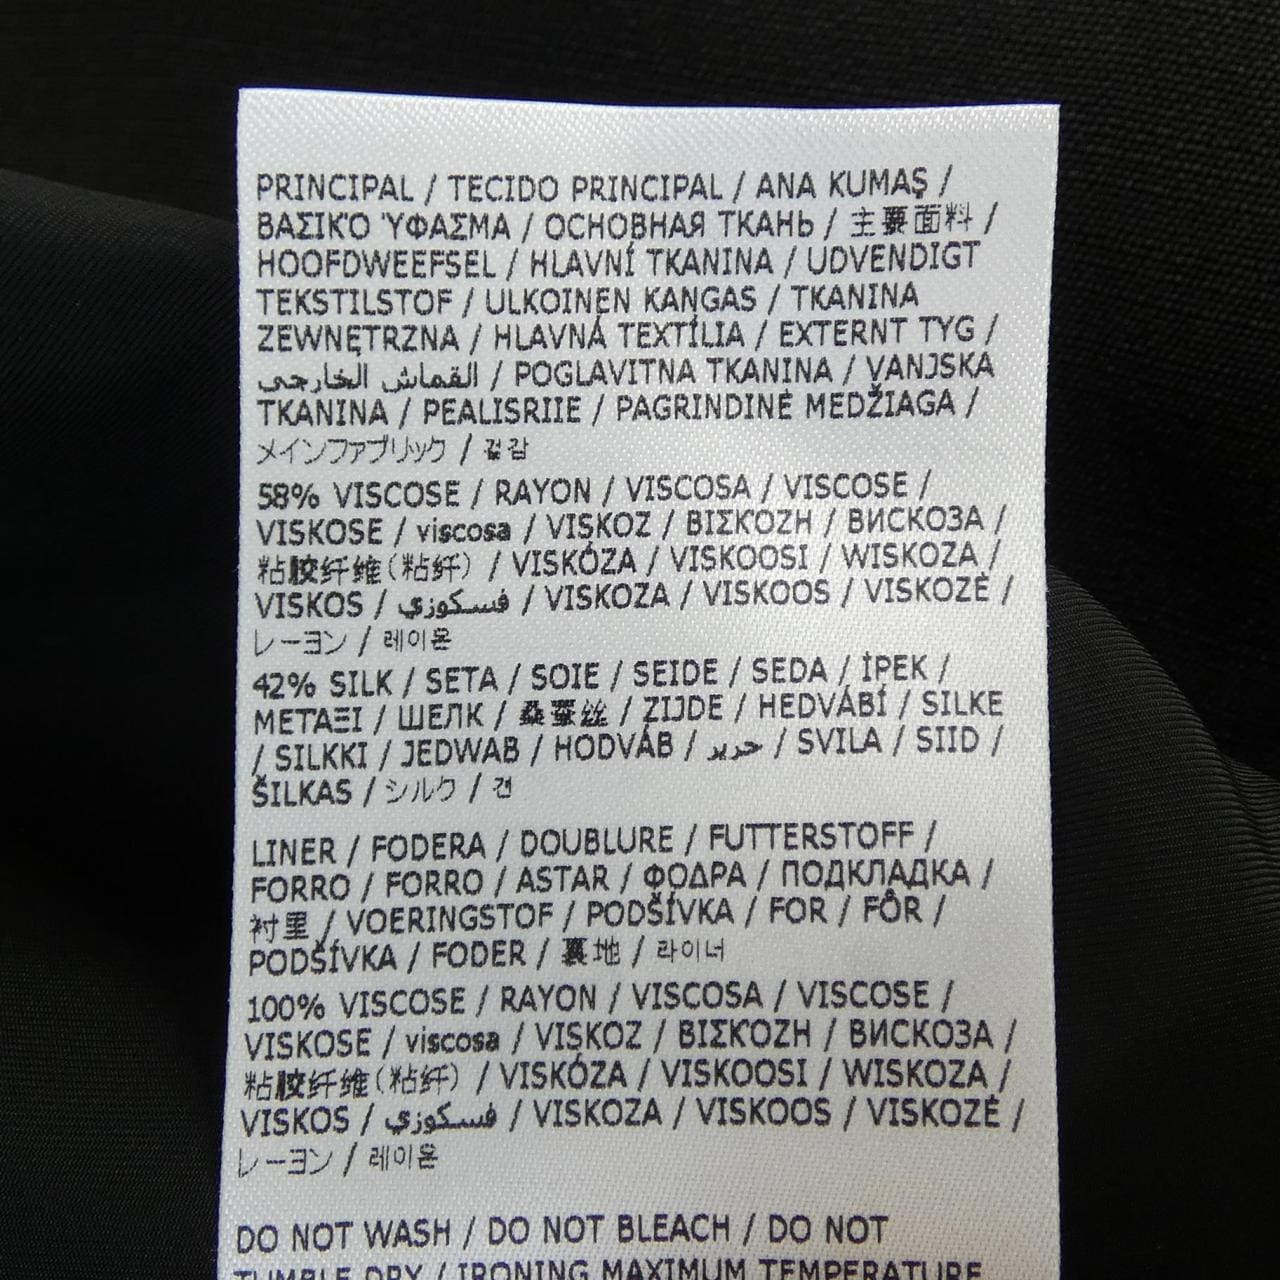 PRINCIPAL / TECIDO PRINCIPAL / ANA KUMAŞ /
ΒΑΣΙΚΌ ΎΦΑΣΜΑ / ОСНОВНАЯ ТКАНЬ / 主要面料 /
HOOFDWEEFSEL / HLAVNÍ TKANINA / UDVENDIGT
TEKSTILSTOF / ULKOINEN KANGAS / TKANINA
ZEWNĘTRZNA / HLAVNÁ TEXTÍLIA / EXTERNT TYG /
القماش الخارجي / POGLAVITNA TKANINA / VANJSKA
TKANINA / PEALISRIIE / PAGRINDINĖ MEDŽIAGA /
メインファブリック / 겉감
58% VISCOSE / RAYON / VISCOSA / VISCOSE /
VISKOSE / viscosa / VISKOZ / ΒΙΣΚΌΖΗ / ВИСКОЗА /
粘胶纤维(粘纤) / VISKÓZA / VISKOOSI / WISKOZA /
VISKOS / فسكوزي / VISKOZA / VISKOOS / VISKOZĖ /
レーヨン / 레이온
42% SILK / SETA / SOIE / SEIDE / SEDA / İPEK /
ΜΕΤΑΞΙ / ШЕЛК / 桑蚕丝 / ZIJDE / HEDVÁBÍ / SILKE
/ SILKKI / JEDWAB / HODVÁB / حرير / SVILA / SIID /
ŠILKAS / シルク / 견
LINER / FODERA / DOUBLURE / FUTTERSTOFF /
FORRO / FORRO / ASTAR / ΦΟΔΡΑ / ПОДКЛАДКА /
衬里 / VOERINGSTOF / PODŠÍVKA / FOR / FÔR /
PODŠÍVKA / FODER / 裏地 / 라이너
100% VISCOSE / RAYON / VISCOSA / VISCOSE /
VISKOSE / viscosa / VISKOZ / ΒΙΣΚΌΖΗ / ВИСКОЗА /
粘胶纤维(粘纤) / VISKÓZA / VISKOOSI / WISKOZA /
VISKOS / فسكوزي / VISKOZA / VISKOOS / VISKOZĖ /
レーヨン / 레이온
DO NOT WASH / DO NOT BLEACH / DO NOT
TUMBLE DRY / IRONING MAXIMUM TEMPERATURE